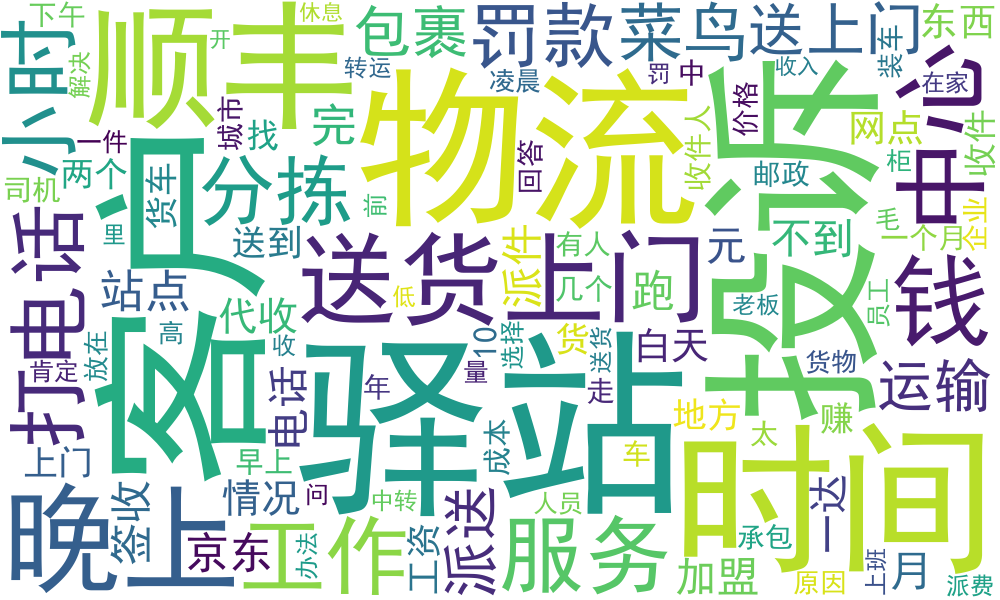 下午
休息
开
包裹
罚款
菜鸟
送上门
东西
小时
顺丰
解决
转运
凌晨
罚
中
收入
装车
在家
心
物流
投诉
城市
找
完
价格
网点
收件
一件
两个
分拣
回答
收件人
邮政
柜
中
司机
货车
客户
前
毛
里
送到
送货上门
派件
有人
元
不到
一个月
企业
打电话
站点
几个
跑
钱
代收
低
10
老板
员工
放在
高
收
选择
货
送货
白天
肯定
电话
年
驿站
量
走
货物
运输
地方
太
赚
上门
早上
成本
车
时间
晚上
签收
情况
问
中转
人员
一达
京东
工作
办法
工资
派送
服务
承包
加盟
原因
上班
月
派费